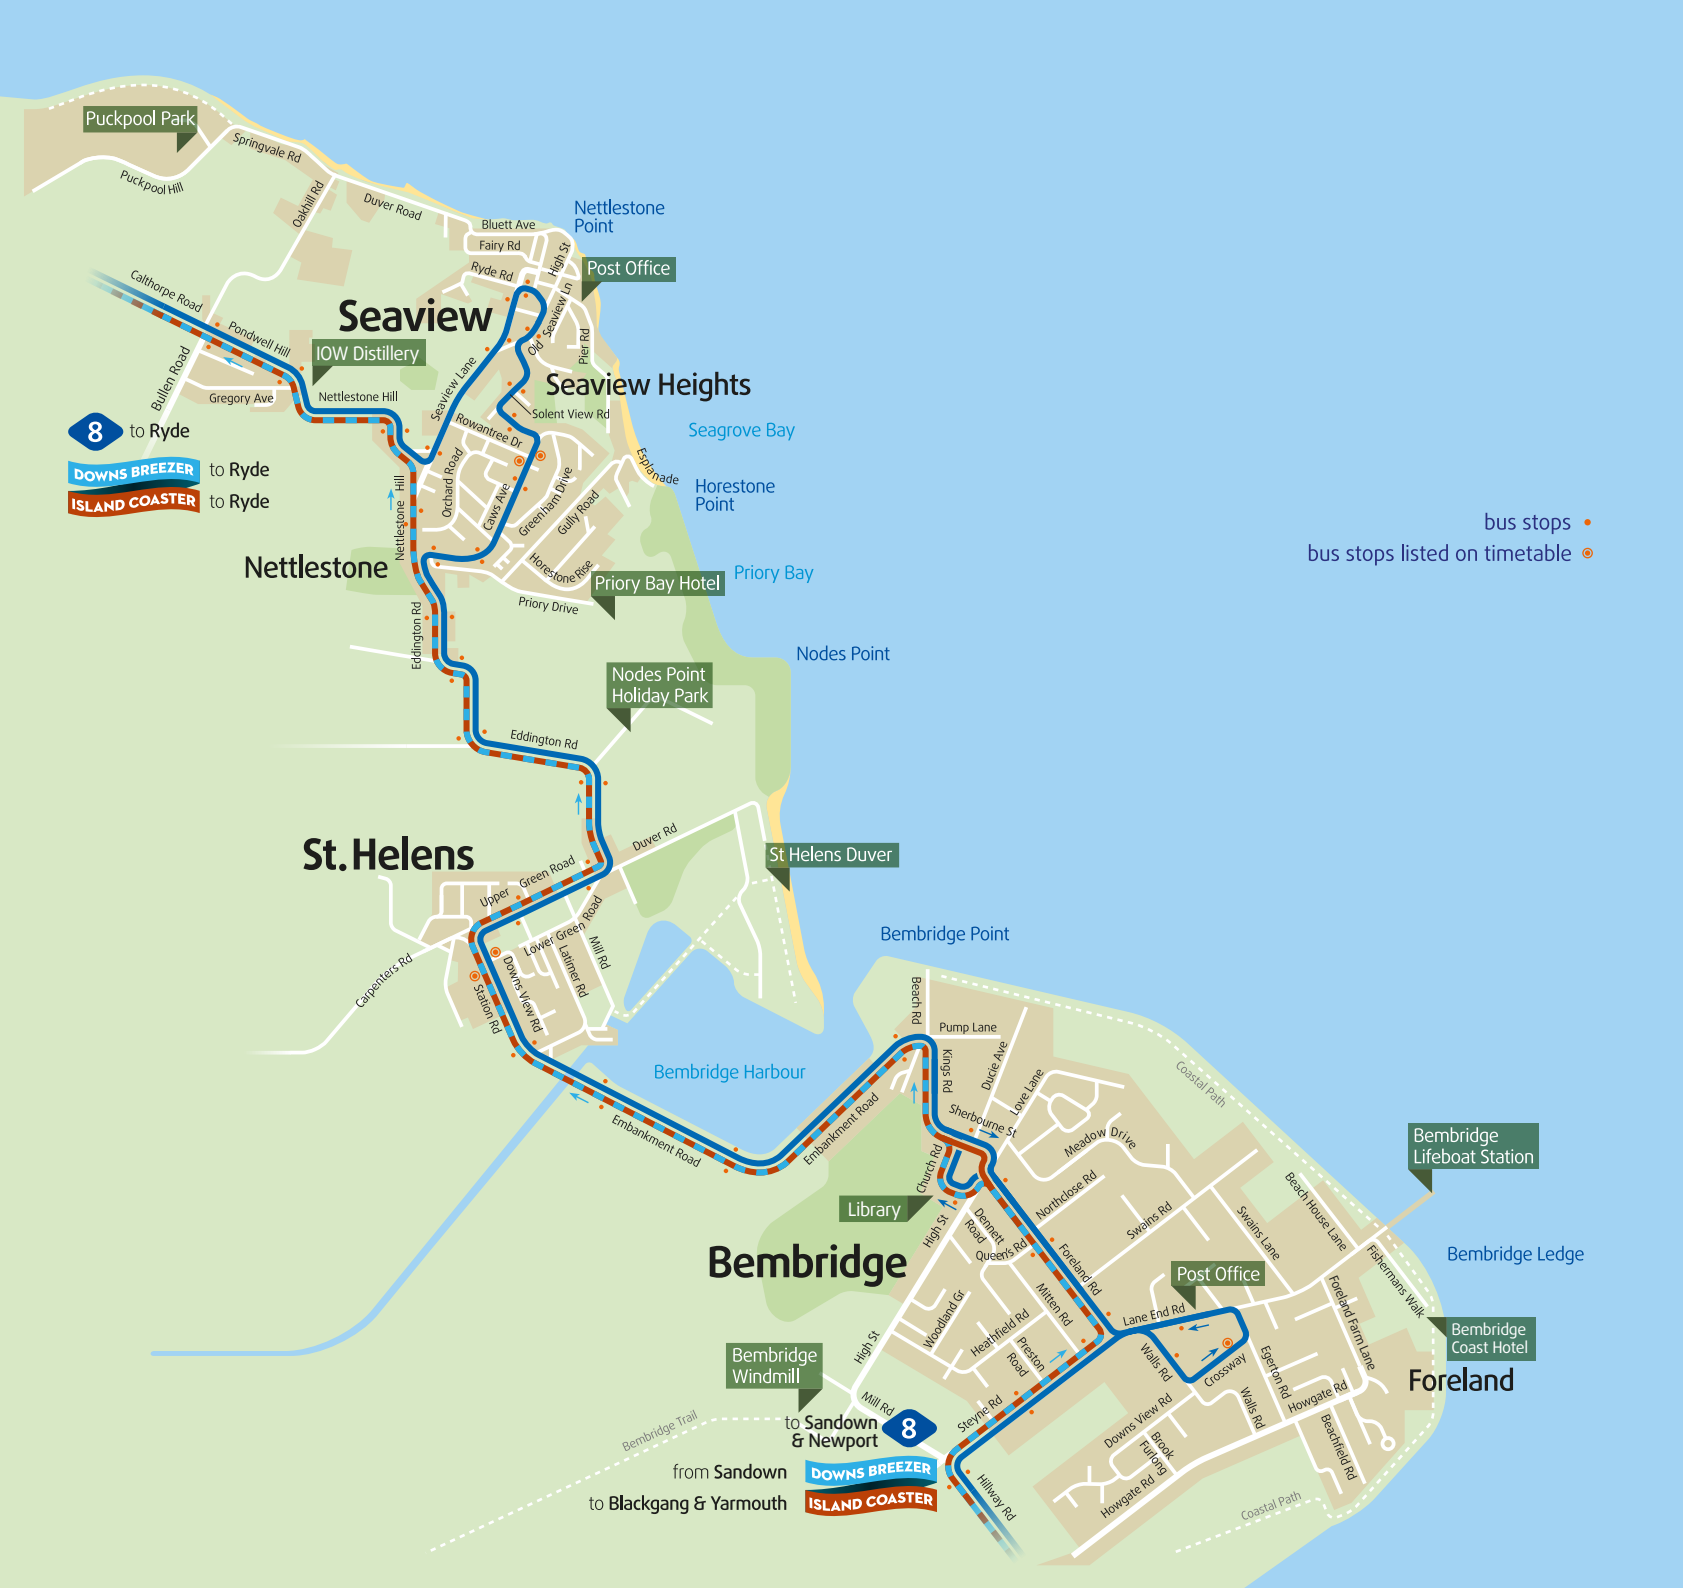 Puckpool Park
Springvale Rd
Puckpool Hill
Oakhill Rd
Duver Road
Bluett Ave
Fairy Rd
Ryde Rd
High St
Nettlestone
Point
Post Office
Calthorpe Road
Pondwell Hill
Seaview
IOW Distillery
Old Seaview Ln
Pier Rd
Bullen Road
Gregory Ave
Nettlestone Hill
Seaview Lane
Seaview Heights
Solent View Rd
Rowantree Dr
Seagrove Bay
8 to Ryde
DOWNS BREEZER to Ryde
ISLAND COASTER to Ryde
Esplanade
Horestone
Point
Orchard Road
Caws Ave
Greenham Drive
Gully Road
Nettlestone Hill
bus stops
bus stops listed on timetable
Nettlestone
Horestone Rise
Priory Bay Hotel
Priory Bay
Priory Drive
Eddington Rd
Nodes Point
Nodes Point
Holiday Park
Eddington Rd
Duver Rd
St. Helens
St Helens Duver
Upper Green Road
Lower Green Road
Mill Rd
Latimer Rd
Downs View Rd
Station Rd
Carpenters Rd
Bembridge Point
Beach Rd
Pump Lane
Kings Rd
Ducie Ave
Love Lane
Bembridge Harbour
Coastal Path
Embankment Road
Embankment Road
Sherbourne St
Meadow Drive
Church Rd
Bembridge
Lifeboat Station
Library
High St
Dennett
Road
Northclose Rd
Queen's Rd
Swains Rd
Swains Lane
Beach House Lane
Fishermans Walk
Bembridge Ledge
Bembridge
Foreland Rd
Post Office
Mitten Rd
Lane End Rd
Foreland Farm Lane
Woodland Gr
Heathfield Rd
Preston
Road
High St
Bembridge
Coast Hotel
Walls Rd
Crossway
Egerton Rd
Foreland
Bembridge
Windmill
Mill Rd
Steyne Rd
Howgate Rd
Walls Rd
Beachfield Rd
Downs View Rd
Brook
Furlong
Bembridge Trail
to Sandown
& Newport 8
from Sandown DOWNS BREEZER
to Blackgang & Yarmouth ISLAND COASTER
Hillway Rd
Howgate Rd
Coastal Path